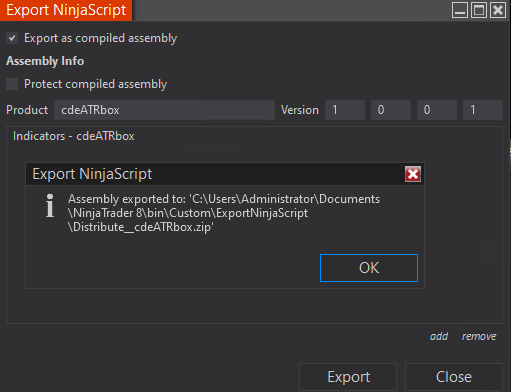 Export NinjaScript
Export as compiled assembly
Assembly Info
Protect compiled assembly
Product cdeATRbox Version 1 0 0 1
Indicators - cdeATRbox
Export NinjaScript
Assembly exported to: 'C:\Users\Administrator\Documents
\NinjaTrader 8\bin\Custom\ExportNinjaScript
\Distribute__cdeATRbox.zip'
OK
add remove
Export Close